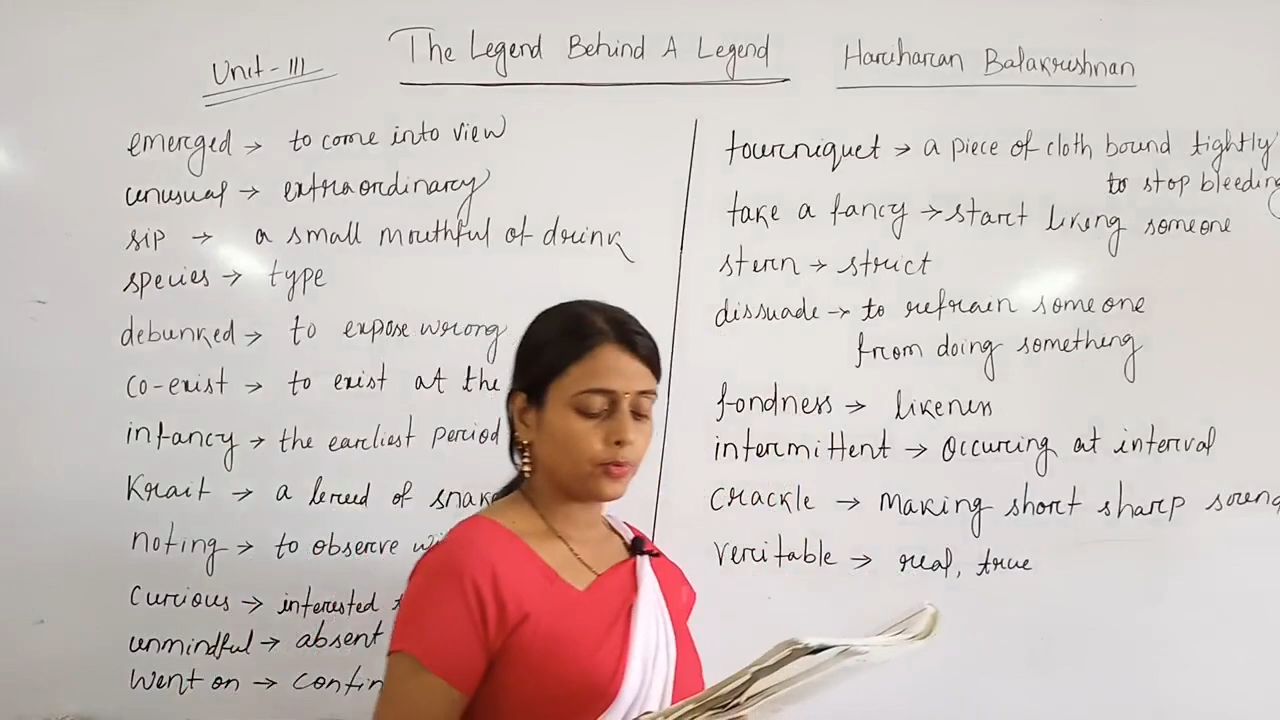 Unit-III
The Legend Behind A Legend
Hariharan Balakrishnan
emerged → to come into view
unusual → extraordinary
sip → a small mouthful of drink
species → type
debunked → to expose wrong
co-exist → to exist at the
infancy → the earliest period
Krait → a breed of snake
noting → to observe
curious → interested
unmindful → absent
Went on →
tourniquet → a piece of cloth bound tightly
to stop bleeding
take a fancy → start liking someone
stern → strict
dissuade → to refrain someone
from doing something
fondness → likeness
intermittent → Occuring at interval
Crackle → Making short sharp sound
veritable → real, true